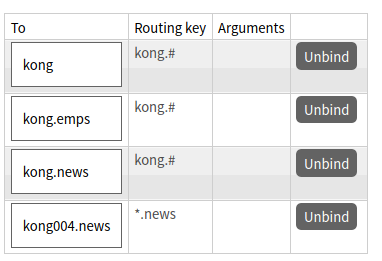 To Routing key Arguments
kong kong.# Unbind
kong.emps kong.# Unbind
kong.news kong.# Unbind
kong004.news *.news Unbind